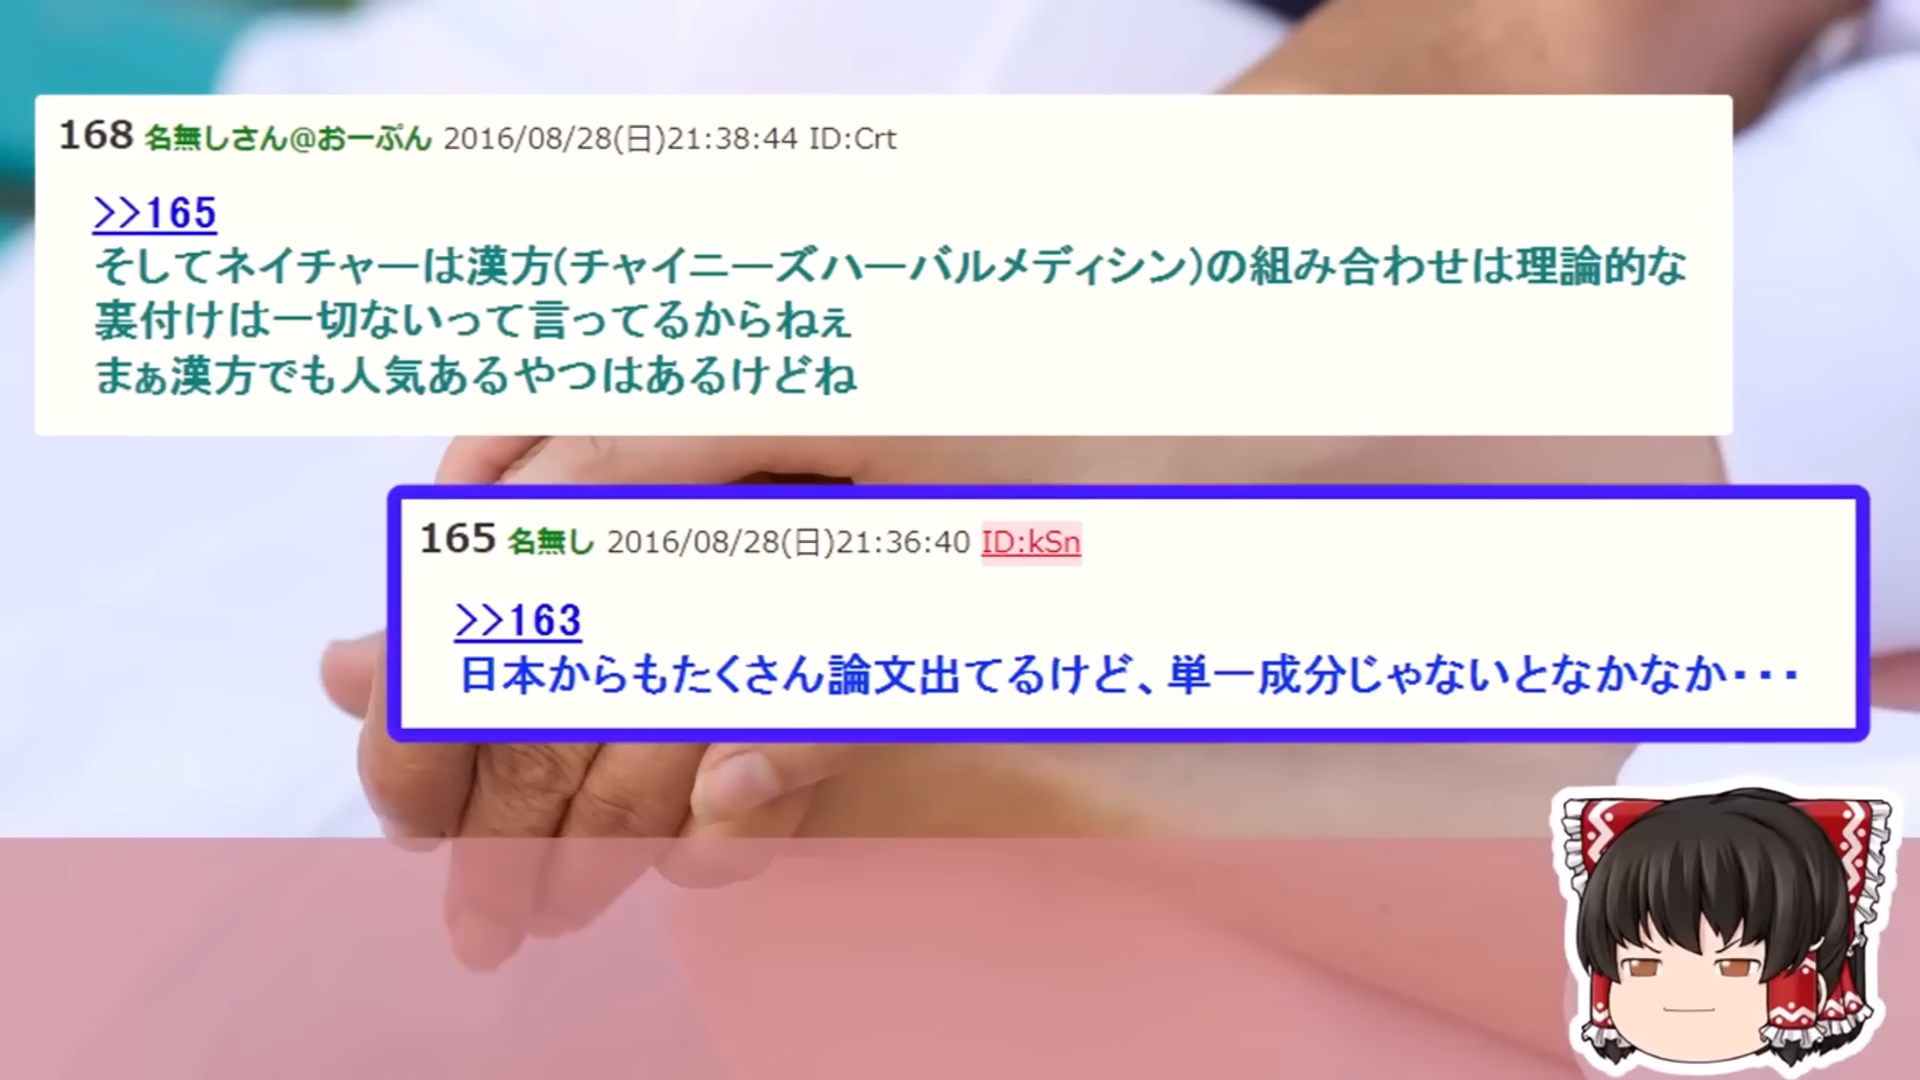 168 名無しさん@おーぷん 2016/08/28(日)21:38:44 ID:Crt
>>165
そしてネイチャーは漢方(チャイニーズハーバルメディシン)の組み合わせは理論的な
裏付けは一切ないって言ってるからねぇ
まぁ漢方でも人気あるやつはあるけどね
165 名無し 2016/08/28(日)21:36:40 ID:kSn
>>163
日本からもたくさん論文出てるけど、単一成分じゃないとなかなか・・・